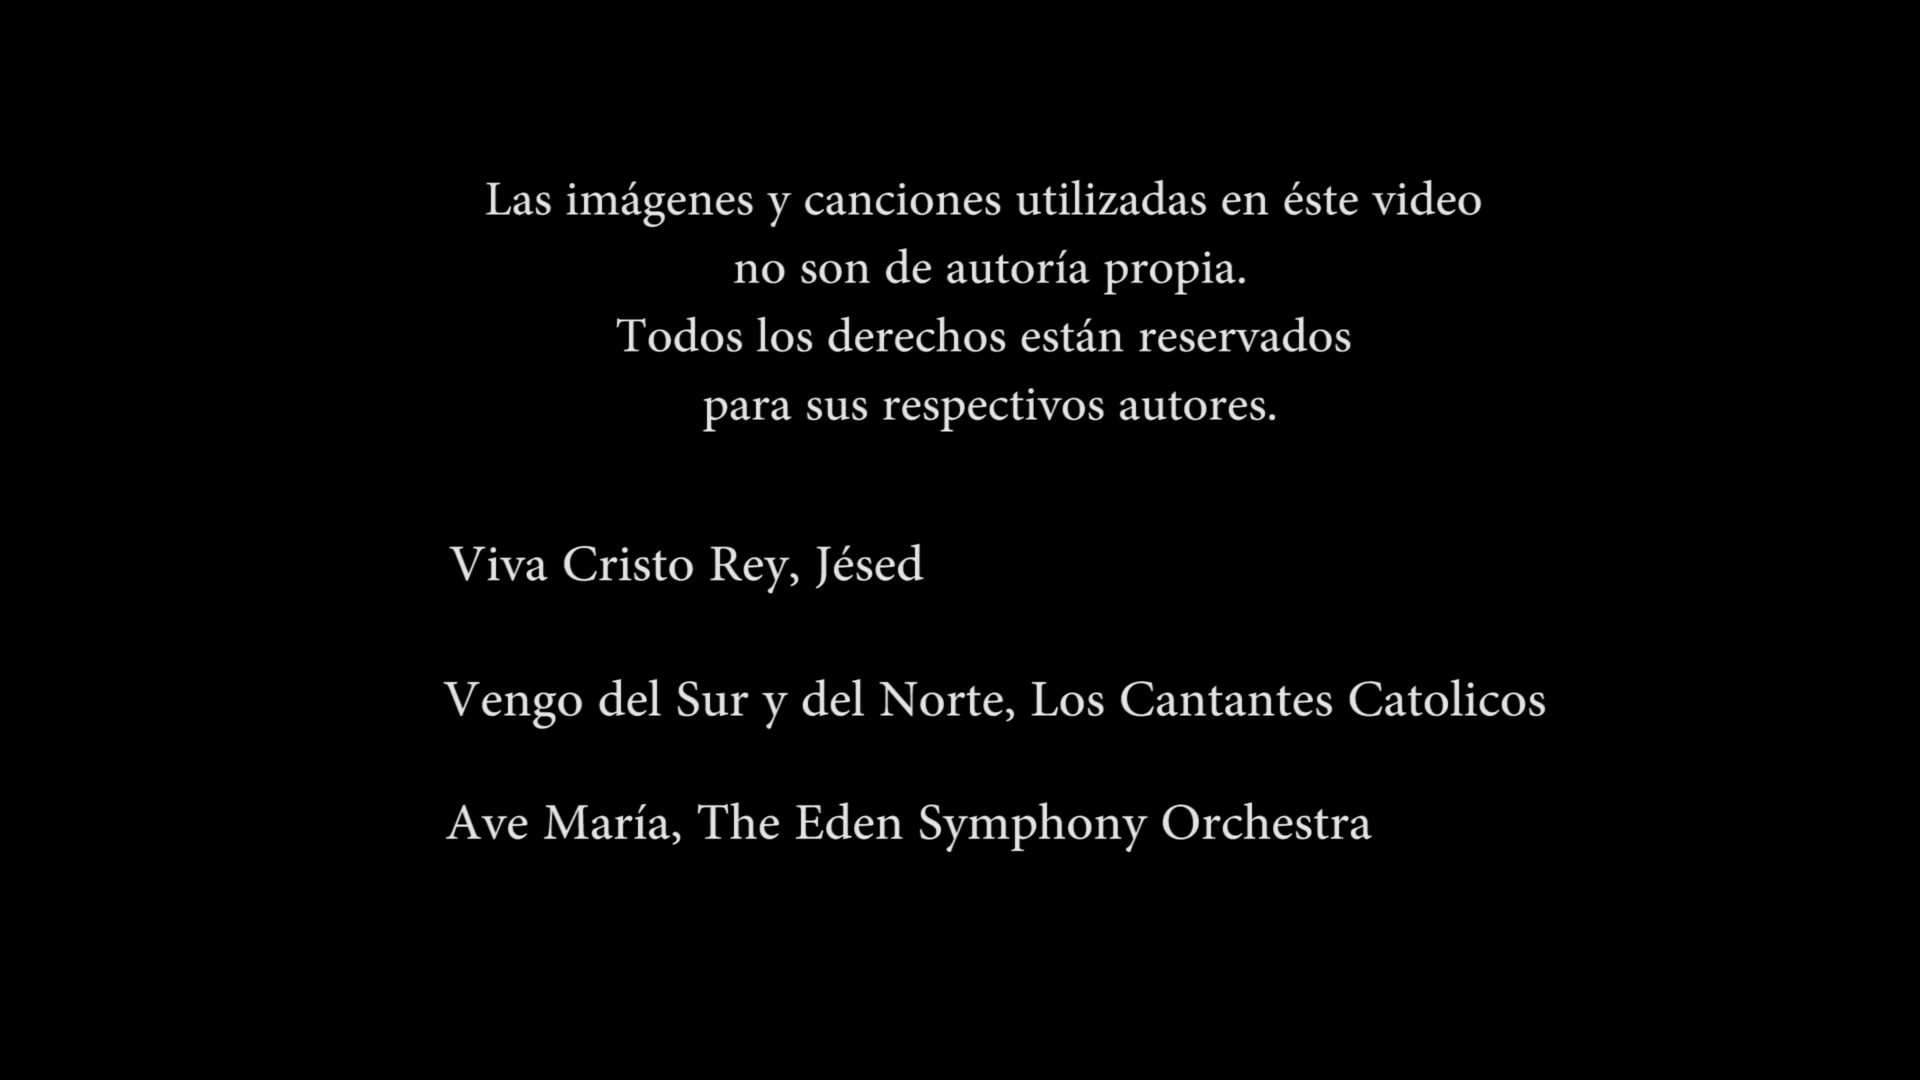 Las imágenes y canciones utilizadas en éste video
no son de autoría propia.
Todos los derechos están reservados
para sus respectivos autores.
Viva Cristo Rey, Jésed
Vengo del Sur y del Norte, Los Cantantes Catolicos
Ave María, The Eden Symphony Orchestra